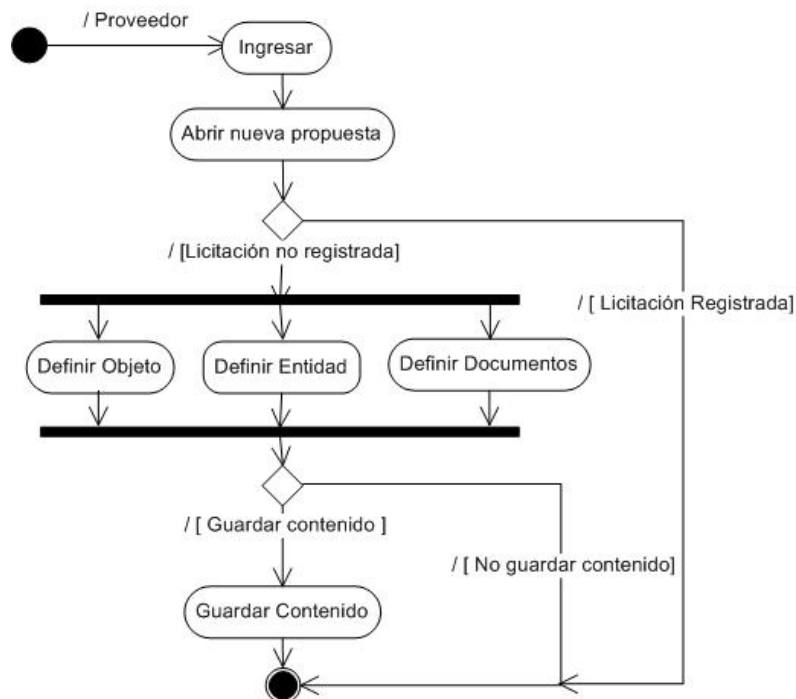 / Proveedor
Ingresar
Abrir nueva propuesta
/ [Licitación no registrada]
/ [ Licitación Registrada]
Definir Objeto
Definir Entidad
Definir Documentos
/ [ Guardar contenido ]
/ [ No guardar contenido]
Guardar Contenido